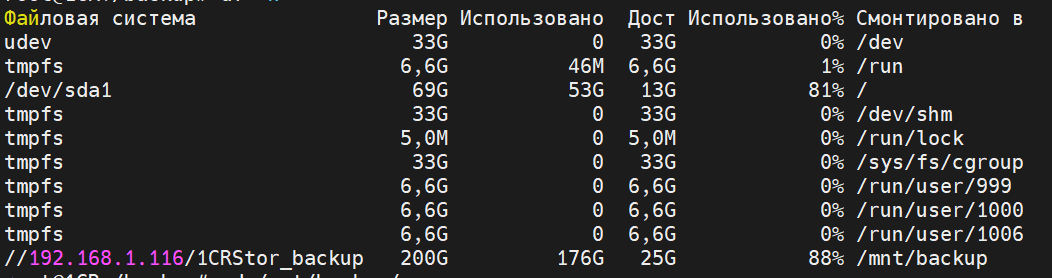 Файловая система Размер Использовано Дост Использовано% Смонтировано в
udev 33G 0 33G 0% /dev
tmpfs 6,6G 46M 6,6G 1% /run
/dev/sda1 69G 53G 13G 81% /
tmpfs 33G 0 33G 0% /dev/shm
tmpfs 5,0M 0 5,0M 0% /run/lock
tmpfs 33G 0 33G 0% /sys/fs/cgroup
tmpfs 6,6G 0 6,6G 0% /run/user/999
tmpfs 6,6G 0 6,6G 0% /run/user/1000
tmpfs 6,6G 0 6,6G 0% /run/user/1006
//192.168.1.116/1CRStor_backup 200G 176G 25G 88% /mnt/backup